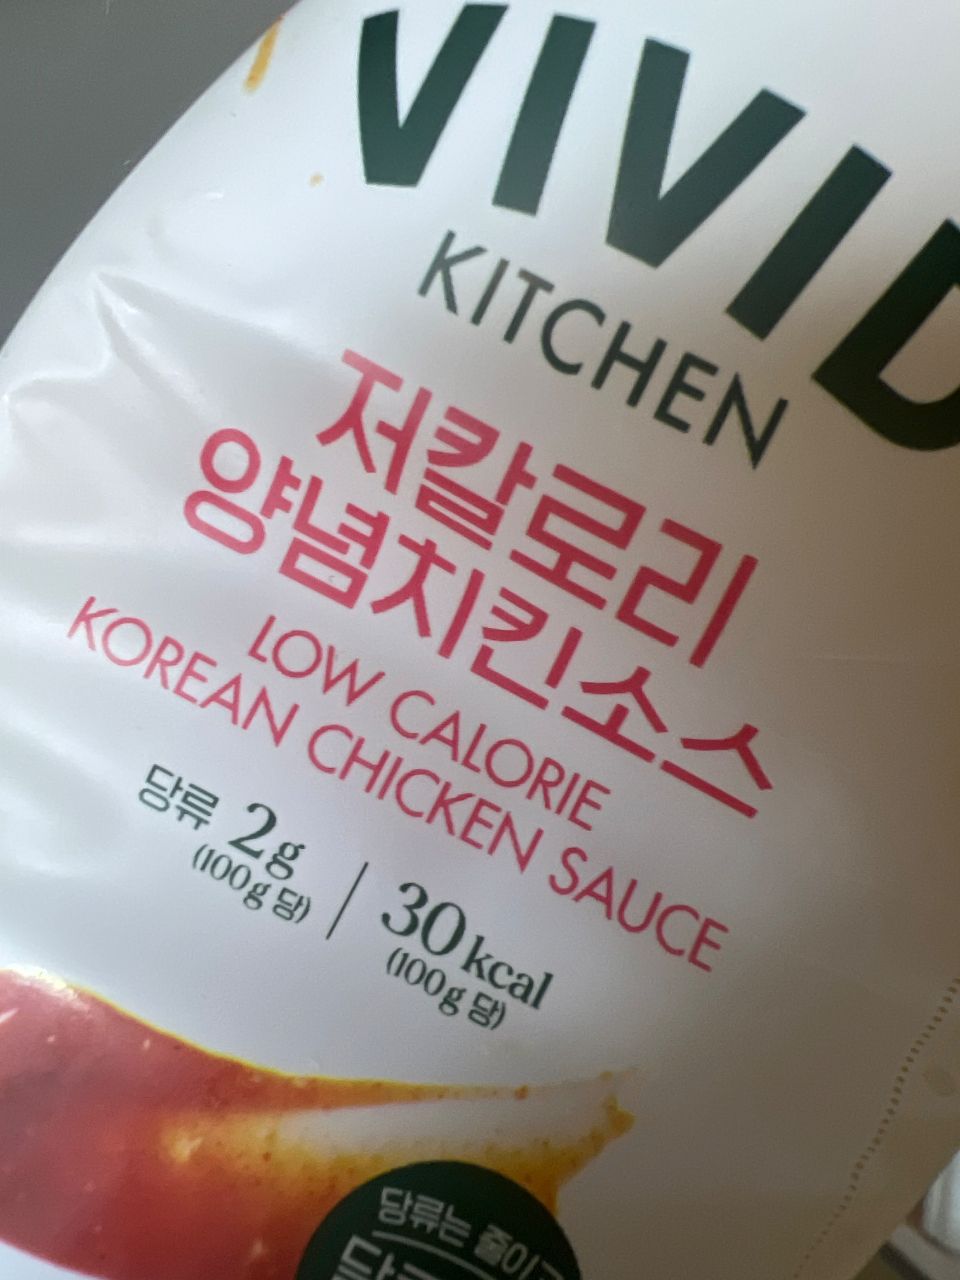 VIVID
KITCHEN
저칼로리
양념치킨소스
LOW CALORIE
KOREAN CHICKEN SAUCE
당류 2g
(100g 당)
30 kcal
(100g 당)
당류는 줄이고